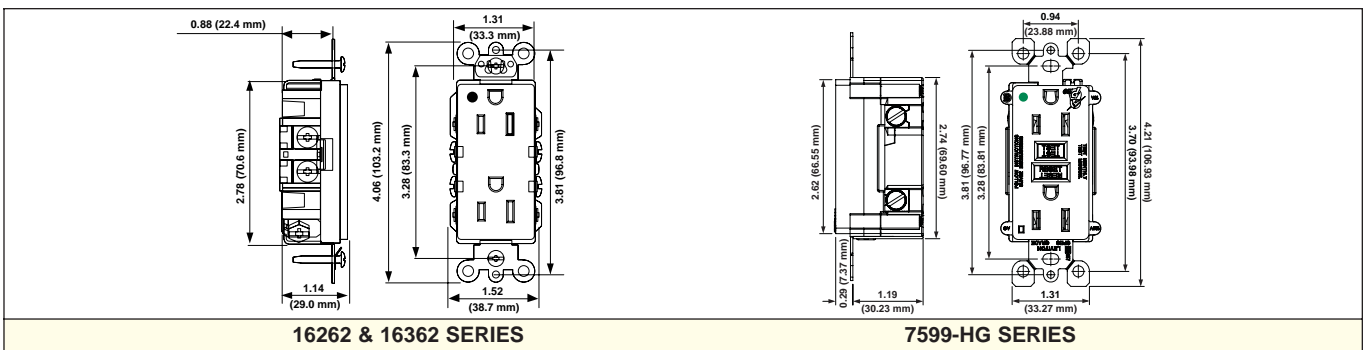 0.88 (22.4 mm)
1.31
(33.3 mm)
2.78 (70.6 mm)
4.06 (103.2 mm)
3.28 (83.3 mm)
3.81 (96.8 mm)
1.14
(29.0 mm)
1.52
(38.7 mm)
16262 & 16362 SERIES
0.94
(23.88 mm)
2.62 (66.55 mm)
2.74 (69.60 mm)
3.81 (96.77 mm)
3.28 (83.81 mm)
3.70 (93.98 mm)
4.21 (106.93 mm)
0.29 (7.37 mm)
1.19
(30.23 mm)
1.31
(33.27 mm)
7599-HG SERIES